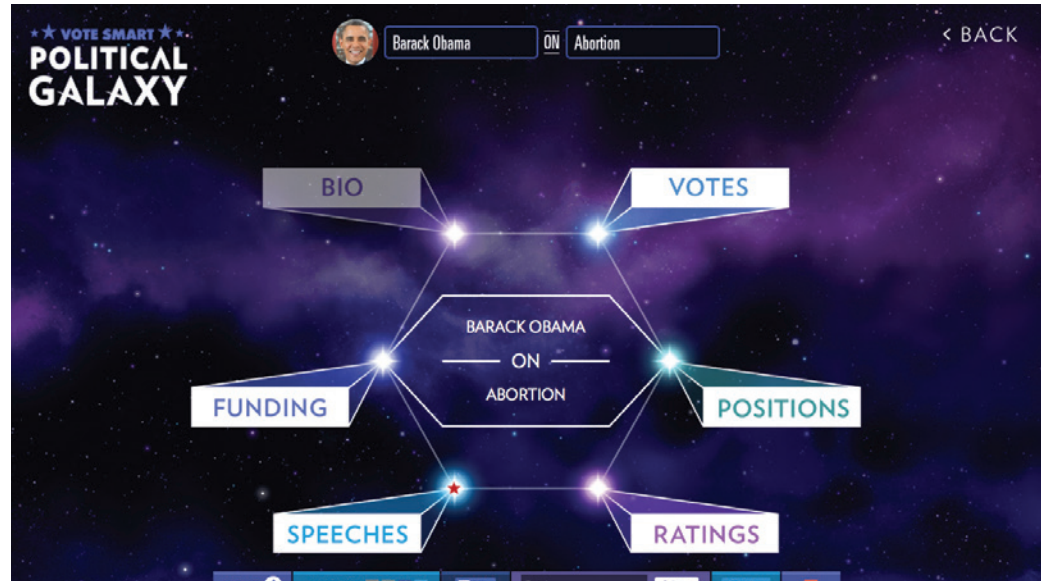 VOTE SMART
POLITICAL
GALAXY
Barack Obama ON Abortion
< BACK
BIO
VOTES
BARACK OBAMA
ON
ABORTION
FUNDING
POSITIONS
SPEECHES
RATINGS